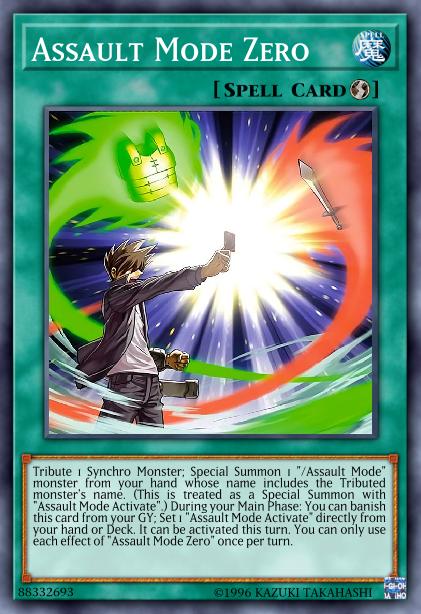 Assault Mode Zero
SPELL
魔
[Spell Card]
Tribute 1 Synchro Monster; Special Summon 1 "/Assault Mode"
monster from your hand whose name includes the Tributed
monster's name. (This is treated as a Special Summon with
"Assault Mode Activate".) During your Main Phase: You can banish
this card from your GY; Set 1 "Assault Mode Activate" directly
from your hand or Deck. It can be activated this turn. You can only use
each effect of "Assault Mode Zero" once per turn.
88332693
©1996 KAZUKI TAKAHASHI